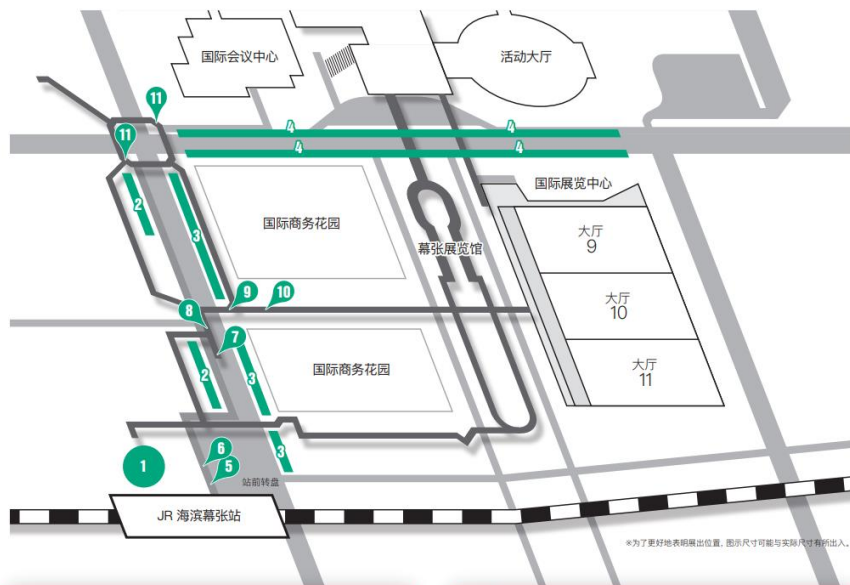 国际会议中心
活动大厅
11
11
4
4
4
4
国际展览中心
2
3
国际商务花园
幕张展览馆
大厅
9
9
10
8
大厅
10
7
2
3
国际商务花园
大厅
11
3
6
1
5
站前转盘
JR 海滨幕张站
※为了更好地表明展出位置，图示尺寸可能与实际尺寸有所出入。